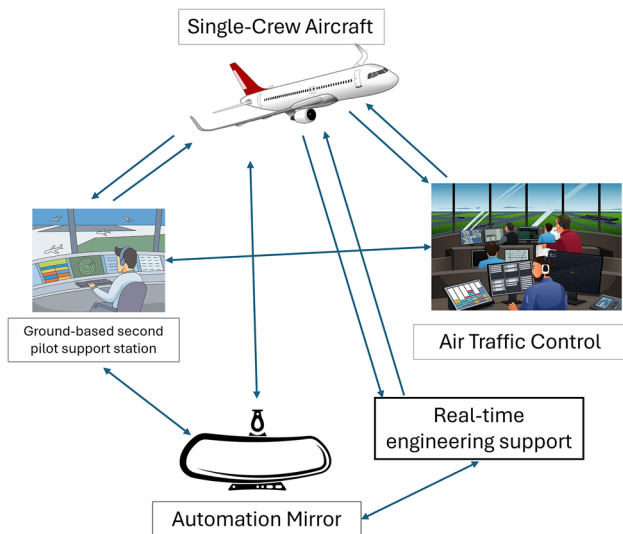 Single-Crew Aircraft
Ground-based second
pilot support station
Air Traffic Control
Real-time
engineering support
Automation Mirror